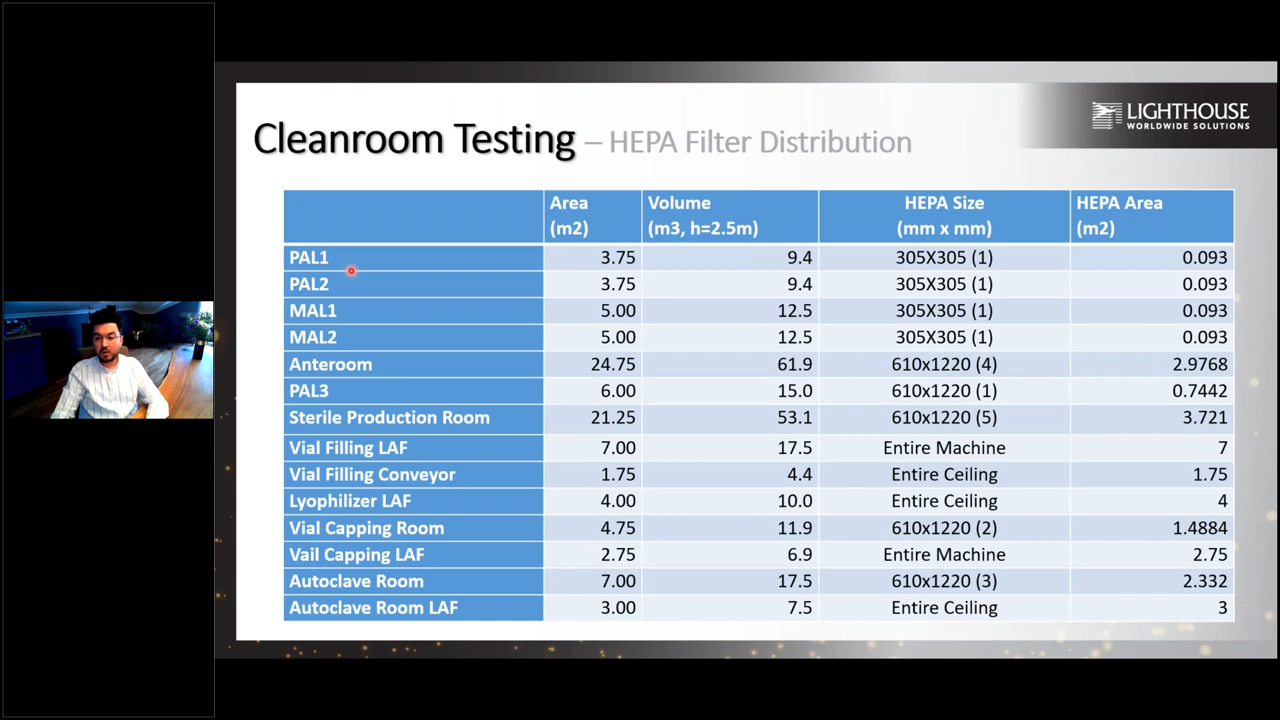 LIGHTHOUSE
WORLDWIDE SOLUTIONS
Cleanroom Testing – HEPA Filter Distribution
Area (m2) Volume (m3, h=2.5m) HEPA Size (mm x mm) HEPA Area (m2)
PAL1 3.75 9.4 305X305 (1) 0.093
PAL2 3.75 9.4 305X305 (1) 0.093
MAL1 5.00 12.5 305X305 (1) 0.093
MAL2 5.00 12.5 305X305 (1) 0.093
Anteroom 24.75 61.9 610x1220 (4) 2.9768
PAL3 6.00 15.0 610x1220 (1) 0.7442
Sterile Production Room 21.25 53.1 610x1220 (5) 3.721
Vial Filling LAF 7.00 17.5 Entire Machine 7
Vial Filling Conveyor 1.75 4.4 Entire Ceiling 1.75
Lyophilizer LAF 4.00 10.0 Entire Ceiling 4
Vial Capping Room 4.75 11.9 610x1220 (2) 1.4884
Vail Capping LAF 2.75 6.9 Entire Machine 2.75
Autoclave Room 7.00 17.5 610x1220 (3) 2.332
Autoclave Room LAF 3.00 7.5 Entire Ceiling 3